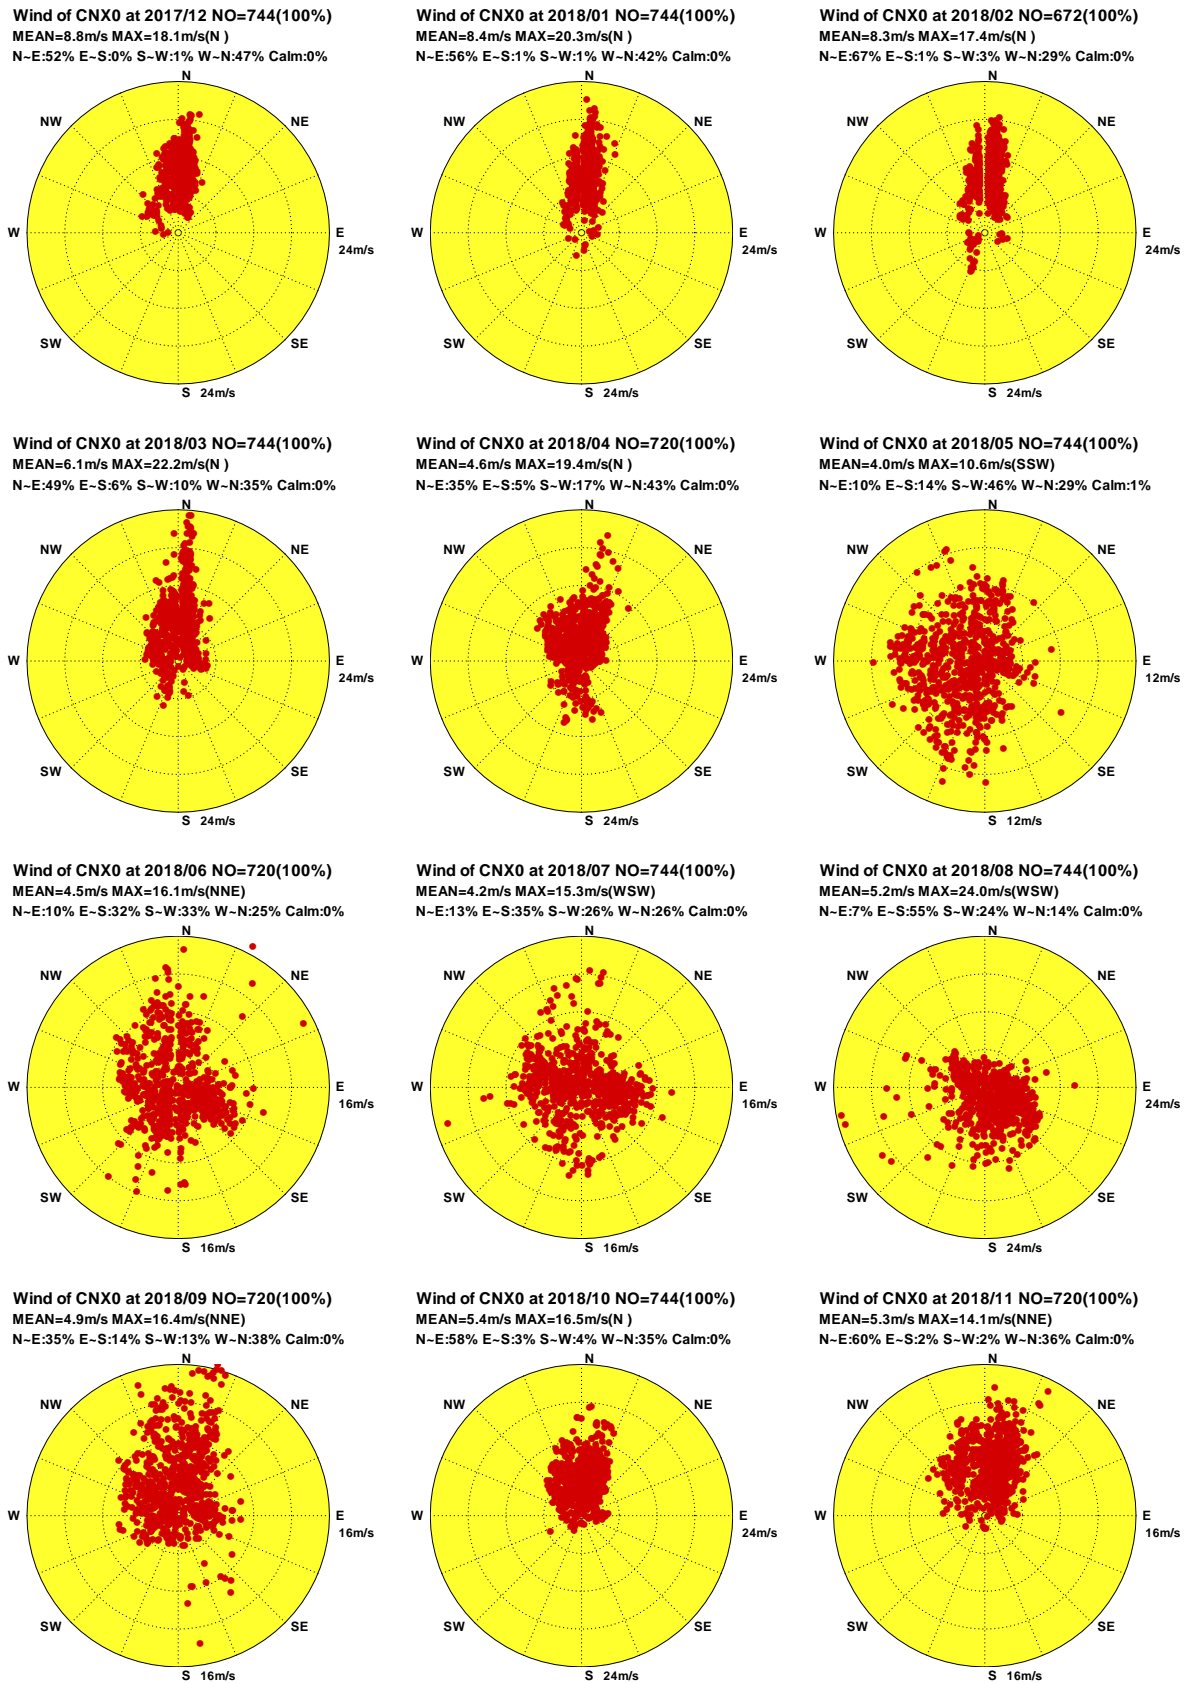 Wind of CNX0 at 2017/12 NO=744(100%)
MEAN=8.8m/s MAX=18.1m/s(N )
N~E:52% E~S:0% S~W:1% W~N:47% Calm:0%
N
NW
NE
W
E
24m/s
SW
SE
S 24m/s
Wind of CNX0 at 2018/01 NO=744(100%)
MEAN=8.4m/s MAX=20.3m/s(N )
N~E:56% E~S:1% S~W:1% W~N:42% Calm:0%
N
NW
NE
W
E
24m/s
SW
SE
S 24m/s
Wind of CNX0 at 2018/02 NO=672(100%)
MEAN=8.3m/s MAX=17.4m/s(N )
N~E:67% E~S:1% S~W:3% W~N:29% Calm:0%
N
NW
NE
W
E
24m/s
SW
SE
S 24m/s
Wind of CNX0 at 2018/03 NO=744(100%)
MEAN=6.1m/s MAX=22.2m/s(N )
N~E:49% E~S:6% S~W:10% W~N:35% Calm:0%
N
NW
NE
W
E
24m/s
SW
SE
S 24m/s
Wind of CNX0 at 2018/04 NO=720(100%)
MEAN=4.6m/s MAX=19.4m/s(N )
N~E:35% E~S:5% S~W:17% W~N:43% Calm:0%
N
NW
NE
W
E
24m/s
SW
SE
S 24m/s
Wind of CNX0 at 2018/05 NO=744(100%)
MEAN=4.0m/s MAX=10.6m/s(SSW)
N~E:10% E~S:14% S~W:46% W~N:29% Calm:1%
N
NW
NE
W
E
12m/s
SW
SE
S 12m/s
Wind of CNX0 at 2018/06 NO=720(100%)
MEAN=4.5m/s MAX=16.1m/s(NNE)
N~E:10% E~S:32% S~W:33% W~N:25% Calm:0%
N
NW
NE
W
E
16m/s
SW
SE
S 16m/s
Wind of CNX0 at 2018/07 NO=744(100%)
MEAN=4.2m/s MAX=15.3m/s(WSW)
N~E:13% E~S:35% S~W:26% W~N:26% Calm:0%
N
NW
NE
W
E
16m/s
SW
SE
S 16m/s
Wind of CNX0 at 2018/08 NO=744(100%)
MEAN=5.2m/s MAX=24.0m/s(WSW)
N~E:7% E~S:55% S~W:24% W~N:14% Calm:0%
N
NW
NE
W
E
24m/s
SW
SE
S 24m/s
Wind of CNX0 at 2018/09 NO=720(100%)
MEAN=4.9m/s MAX=16.4m/s(NNE)
N~E:35% E~S:14% S~W:13% W~N:38% Calm:0%
N
NW
NE
W
E
16m/s
SW
SE
S 16m/s
Wind of CNX0 at 2018/10 NO=744(100%)
MEAN=5.4m/s MAX=16.5m/s(N )
N~E:58% E~S:3% S~W:4% W~N:35% Calm:0%
N
NW
NE
W
E
24m/s
SW
SE
S 24m/s
Wind of CNX0 at 2018/11 NO=720(100%)
MEAN=5.3m/s MAX=14.1m/s(NNE)
N~E:60% E~S:2% S~W:2% W~N:36% Calm:0%
N
NW
NE
W
E
16m/s
SW
SE
S 16m/s